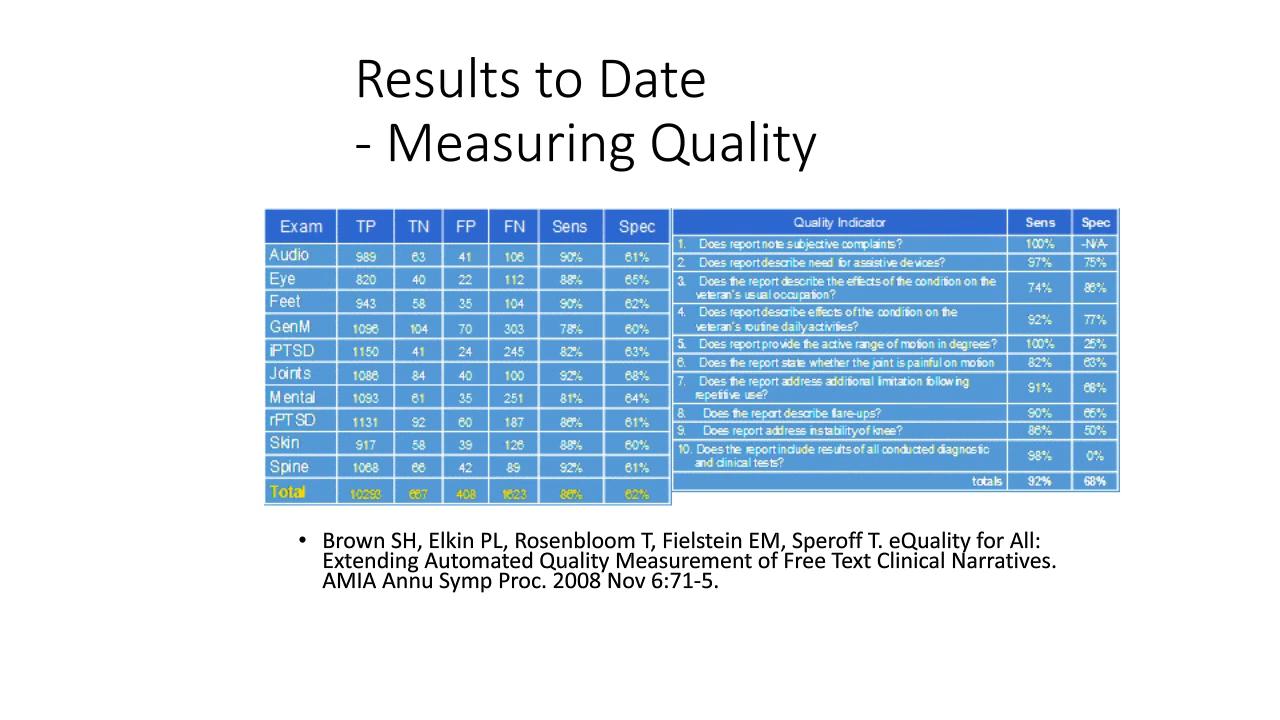 Results to Date
- Measuring Quality
Exam TP TN FP FN Sens Spec
Audio 989 63 41 106 90% 61%
Eye 820 40 22 112 88% 65%
Feet 943 58 35 104 90% 62%
GenM 1096 104 70 303 78% 60%
iPTSD 1150 41 24 245 82% 63%
Joints 1086 84 40 100 92% 68%
Mental 1093 61 35 251 81% 64%
rPTSD 1131 92 60 187 86% 61%
Skin 917 58 39 126 88% 60%
Spine 1068 66 42 89 92% 61%
Total 10293 667 408 1623 86% 62%
Quality Indicator Sens Spec
1. Does report note subjective complaints? 100% -N/A-
2. Does report describe need for assistive devices? 97% 75%
3. Does the report describe the effects of the condition on the
veteran's usual occupation? 74% 86%
4. Does report describe effects of the condition on the
veteran's routine daily activities? 92% 77%
5. Does report provide the active range of motion in degrees? 100% 25%
6. Does the report state whether the joint is painful on motion 82% 63%
7. Does the report address additional limitation following
repetitive use? 91% 68%
8. Does the report describe flare-ups? 90% 65%
9. Does report address instability of knee? 86% 50%
10. Does the report include results of all conducted diagnostic
and clinical tests? 98% 0%
totals 92% 68%
• Brown SH, Elkin PL, Rosenbloom T, Fielstein EM, Speroff T. eQuality for All:
Extending Automated Quality Measurement of Free Text Clinical Narratives.
AMIA Annu Symp Proc. 2008 Nov 6:71-5.